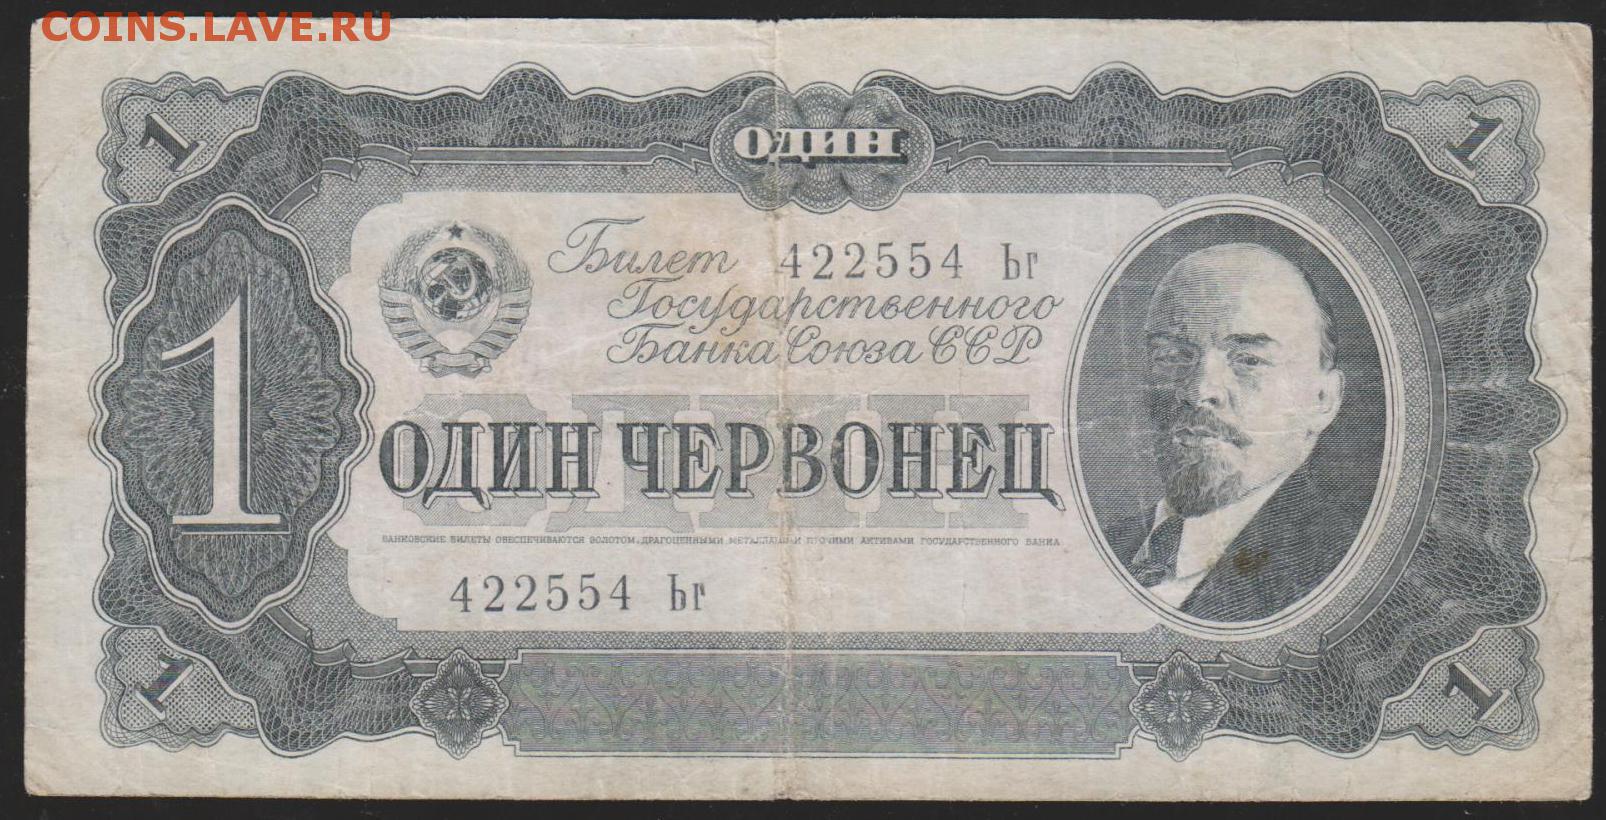 COINS.LAVE.RU
1
ОДИН
1
1
Билет 422554 Ьг
Государственного
Банка Союза ССР
ОДИН
ОДИН ЧЕРВОНЕЦ
БАНКОВСКИЕ БИЛЕТЫ ОБЕСПЕЧИВАЮТСЯ ЗОЛОТОМ, ДРАГОЦЕННЫМИ МЕТАЛЛАМИ И ПРОЧИМИ АКТИВАМИ ГОСУДАРСТВЕННОГО БАНКА
422554 Ьг
1
1